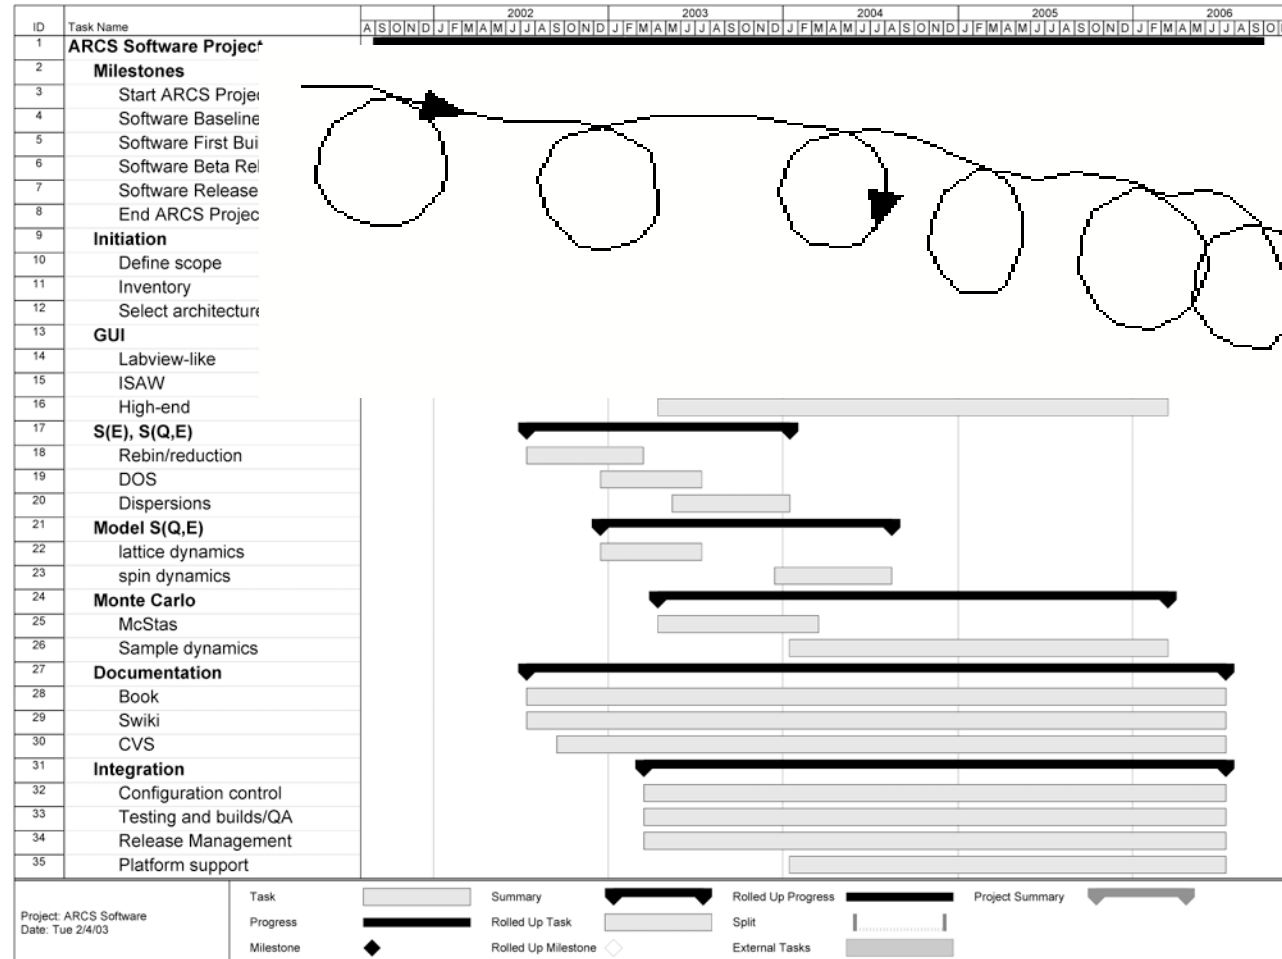 2002 2003 2004 2005 2006
ID Task Name A S O N D J F M A M J J A S O N D J F M A M J J A S O N D J F M A M J J A S O N D J F M A M J J A S O N D J F M A M J J A S O
1 ARCS Software Project
2 Milestones
3 Start ARCS Projec
4 Software Baseline
5 Software First Bui
6 Software Beta Rel
7 Software Release
8 End ARCS Projec
9 Initiation
10 Define scope
11 Inventory
12 Select architecture
13 GUI
14 Labview-like
15 ISAW
16 High-end
17 S(E), S(Q,E)
18 Rebin/reduction
19 DOS
20 Dispersions
21 Model S(Q,E)
22 lattice dynamics
23 spin dynamics
24 Monte Carlo
25 McStas
26 Sample dynamics
27 Documentation
28 Book
29 Swiki
30 CVS
31 Integration
32 Configuration control
33 Testing and builds/QA
34 Release Management
35 Platform support
Project: ARCS Software
Date: Tue 2/4/03
Task Summary Rolled Up Progress Project Summary
Progress Rolled Up Task Split
Milestone Rolled Up Milestone External Tasks